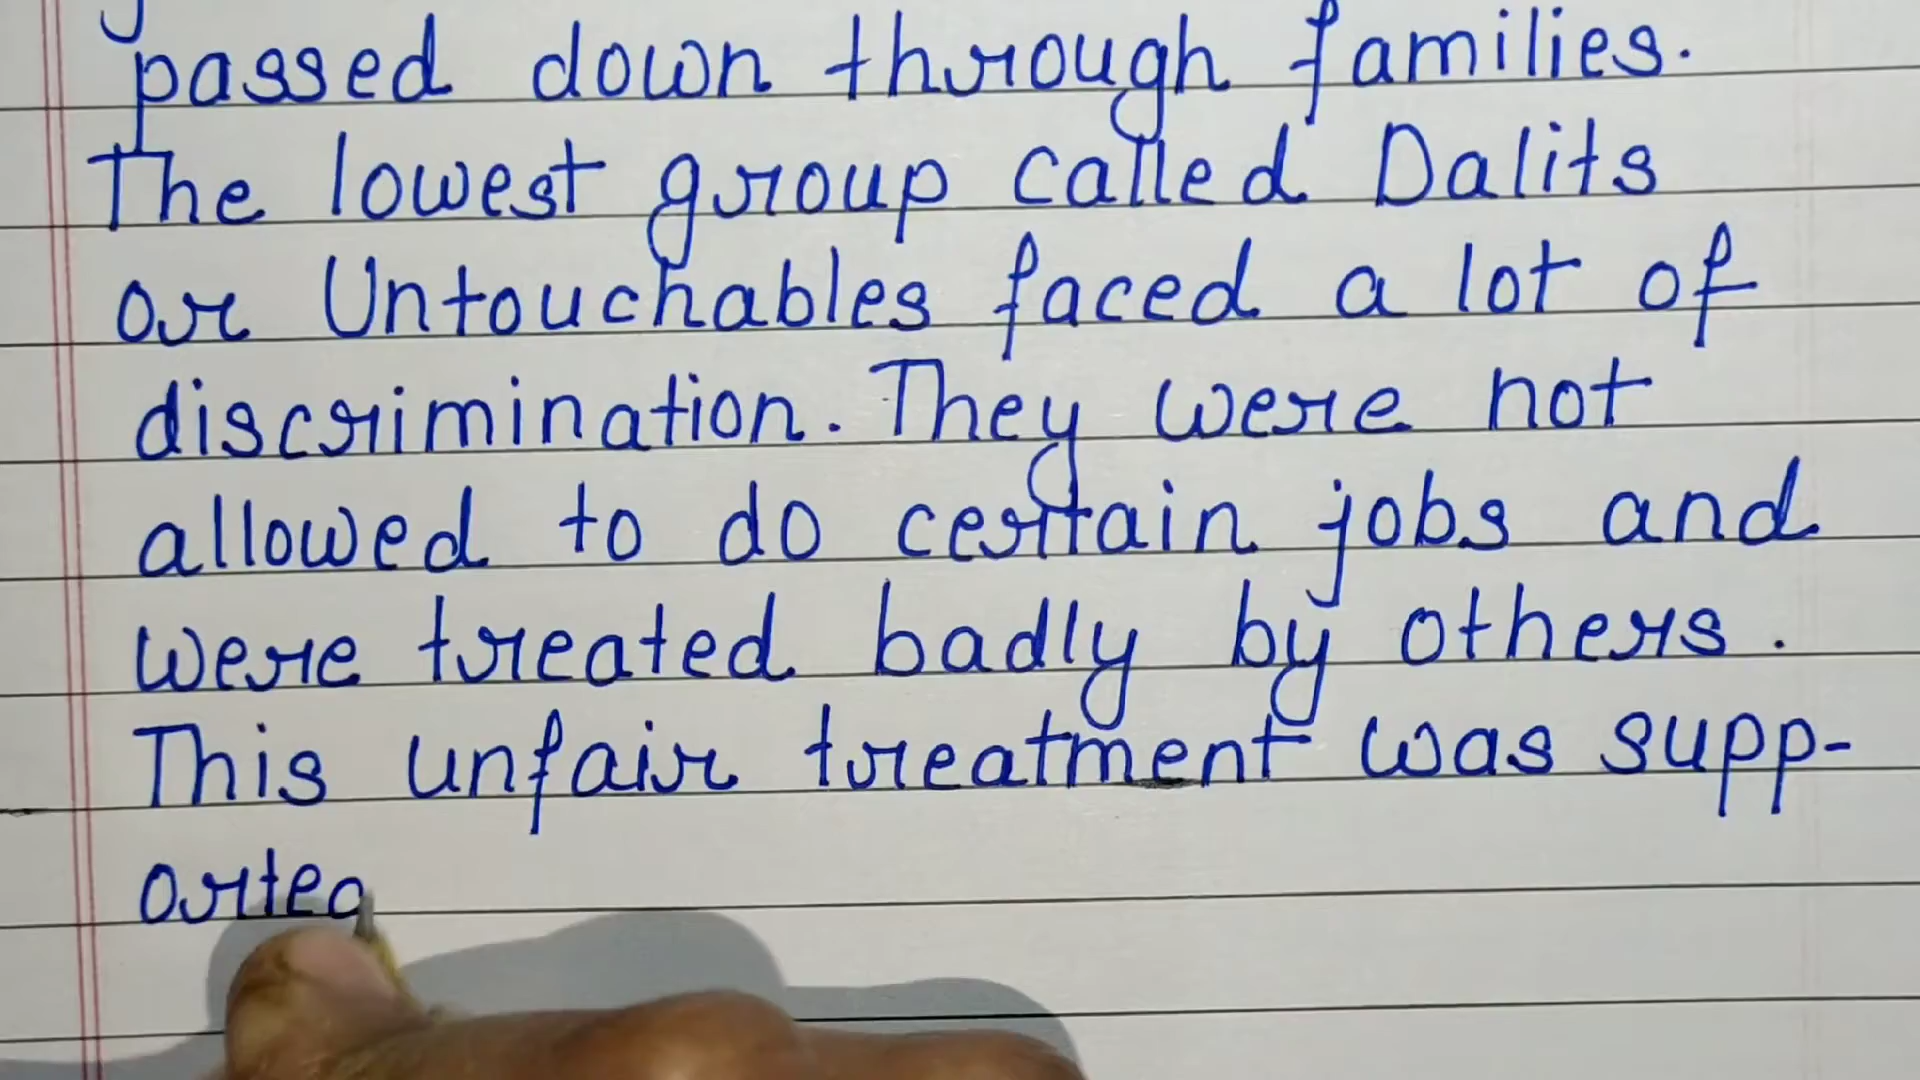 passed down through families.
The lowest group called Dalits
or Untouchables faced a lot of
discrimination. They were not
allowed to do certain jobs and
were treated badly by others.
This unfair treatment was supp-
orted